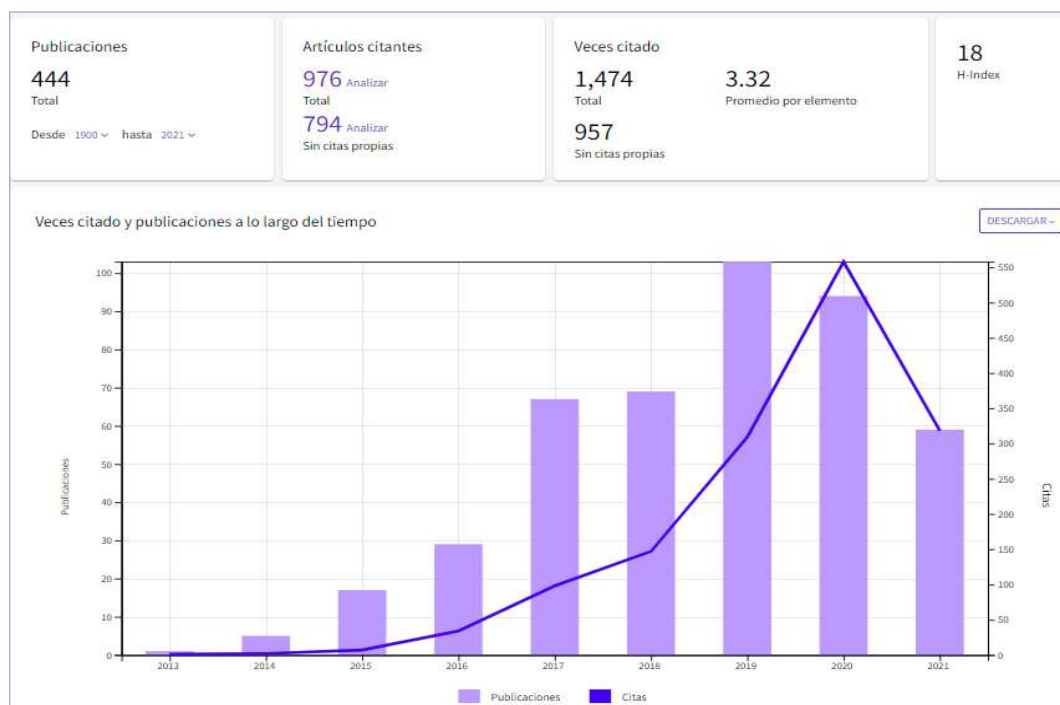 Publicaciones
444
Total
Desde 1900 hasta 2021
Artículos citantes
976 Analizar
Total
794 Analizar
Sin citas propias
Veces citado
1,474
Total
957
Sin citas propias
3.32
Promedio por elemento
18
H-Index
Veces citado y publicaciones a lo largo del tiempo
DESCARGAR
Publicaciones
100
90
80
70
60
50
40
30
20
10
0
550
500
450
400
350
300
250
200
150
100
50
0
Citas
2013 2014 2015 2016 2017 2018 2019 2020 2021
Publicaciones Citas